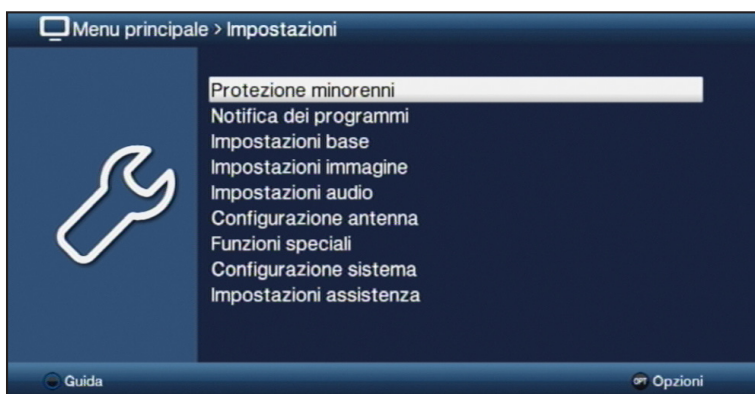 Menu principale > Impostazioni
Protezione minorenni
Notifica dei programmi
Impostazioni base
Impostazioni immagine
Impostazioni audio
Configurazione antenna
Funzioni speciali
Configurazione sistema
Impostazioni assistenza
Guida
OPT Opzioni